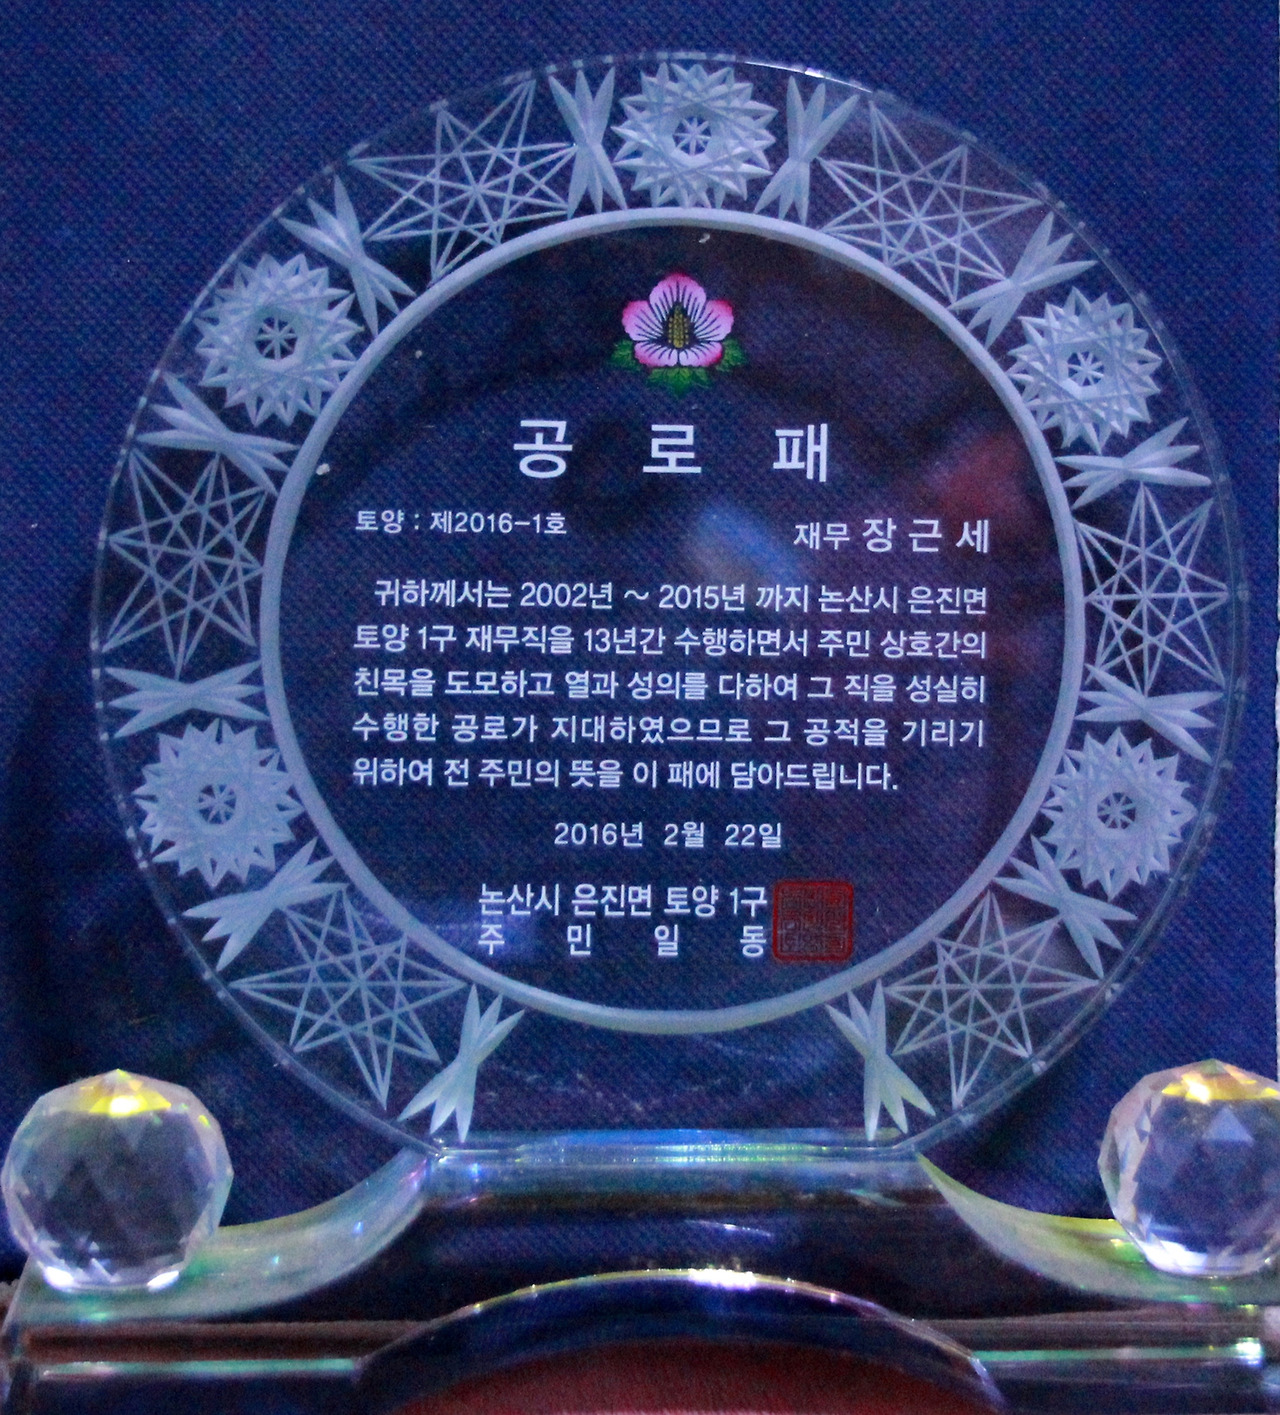 공 로 패
토양 : 제2016-1호
재무 장 근 세
귀하께서는 2002년 ~ 2015년 까지 논산시 은진면
토양 1구 재무직을 13년간 수행하면서 주민 상호간의
친목을 도모하고 열과 성의를 다하여 그 직을 성실히
수행한 공로가 지대하였으므로 그 공적을 기리기
위하여 전 주민의 뜻을 이 패에 담아드립니다.
2016년 2월 22일
논산시 은진면 토양 1구
주 민 일 동